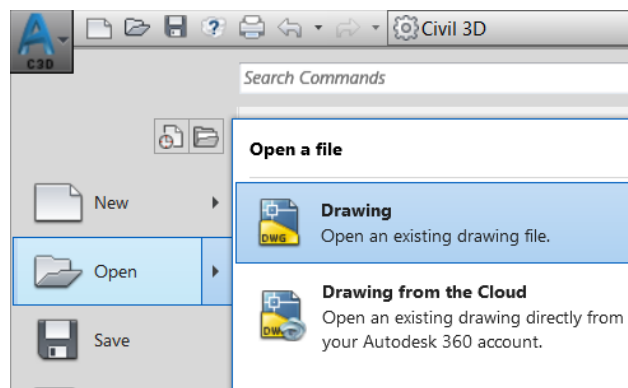 C3D
Civil 3D
Search Commands
Open a file
New
Drawing
DWG
Open an existing drawing file.
Open
Drawing from the Cloud
Open an existing drawing directly from
your Autodesk 360 account.
Save